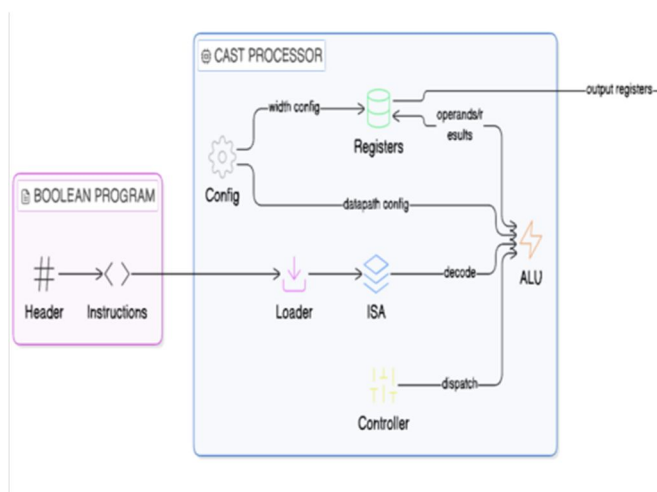 CAST PROCESSOR
width config
output registers
operands/r
esults
Registers
Config
BOOLEAN PROGRAM
datapath config
decode
ALU
Header
Instructions
Loader
ISA
dispatch
Controller